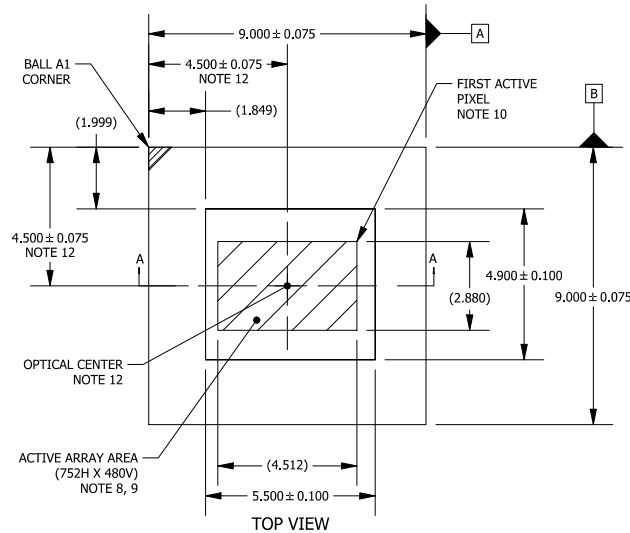 9.000 ± 0.075
A
BALL A1
CORNER
4.500 ± 0.075
NOTE 12
FIRST ACTIVE
PIXEL
NOTE 10
B
(1.999)
(1.849)
4.500 ± 0.075
NOTE 12
A
A
4.900 ± 0.100
(2.880)
9.000 ± 0.075
OPTICAL CENTER
NOTE 12
ACTIVE ARRAY AREA
(752H X 480V)
NOTE 8, 9
(4.512)
5.500 ± 0.100
TOP VIEW